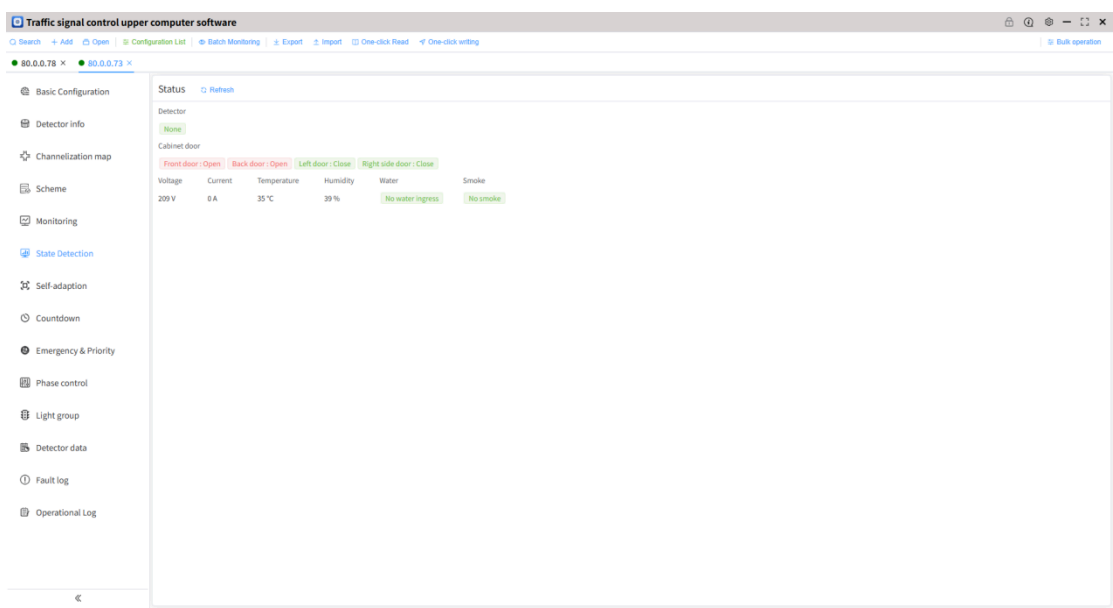 Traffic signal control upper computer software
Search + Add Open Configuration List Batch Monitoring Export Import One-click Read One-click writing Bulk operation
80.0.0.78 × 80.0.0.73 ×
Basic Configuration
Detector info
Channelization map
Scheme
Monitoring
State Detection
Self-adaption
Countdown
Emergency & Priority
Phase control
Light group
Detector data
Fault log
Operational Log
Status Refresh
Detector
None
Cabinet door
Front door : Open Back door : Open Left door : Close Right side door : Close
Voltage Current Temperature Humidity Water Smoke
209 V 0 A 35 °C 39 % No water ingress No smoke